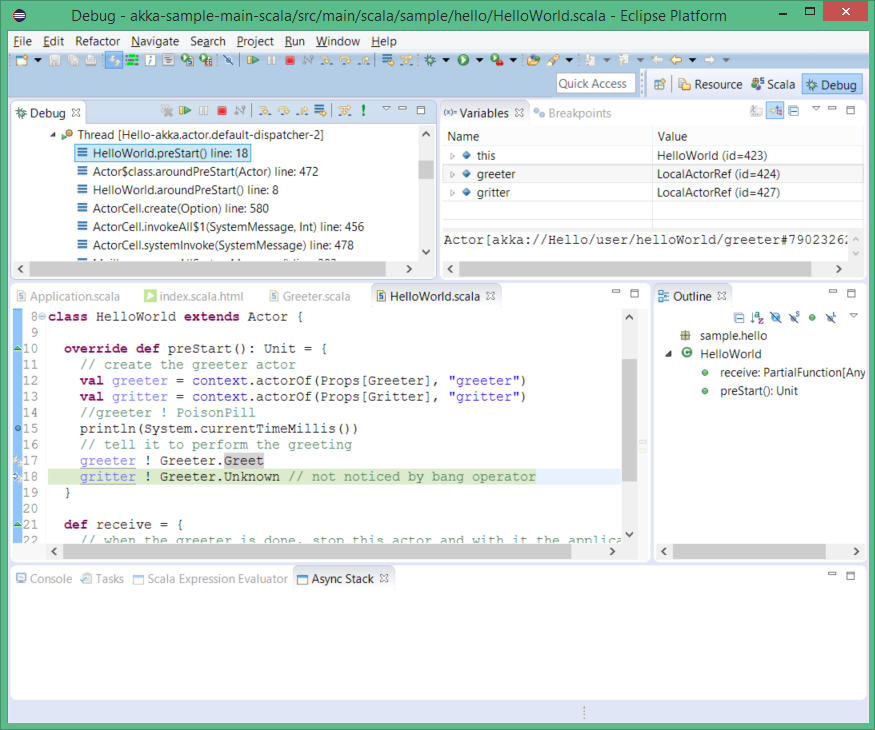 Debug - akka-sample-main-scala/src/main/scala/sample/hello/HelloWorld.scala - Eclipse Platform
File Edit Refactor Navigate Search Project Run Window Help
Quick Access Resource Scala Debug
Debug
Thread [Hello-akka.actor.default-dispatcher-2]
HelloWorld.preStart() line: 18
Actor$class.aroundPreStart(Actor) line: 472
HelloWorld.aroundPreStart() line: 8
ActorCell.create(Option) line: 580
ActorCell.invokeAll$1(SystemMessage, Int) line: 456
ActorCell.systemInvoke(SystemMessage) line: 478
(x)= Variables Breakpoints
Name Value
this HelloWorld (id=423)
greeter LocalActorRef (id=424)
gritter LocalActorRef (id=427)
Actor[akka://Hello/user/helloWorld/greeter#79023262
Application.scala index.scala.html Greeter.scala HelloWorld.scala
8 class HelloWorld extends Actor {
9
10 override def preStart(): Unit = {
11 // create the greeter actor
12 val greeter = context.actorOf(Props[Greeter], "greeter")
13 val gritter = context.actorOf(Props[Gritter], "gritter")
14 //greeter ! PoisonPill
15 println(System.currentTimeMillis())
16 // tell it to perform the greeting
17 greeter ! Greeter.Greet
18 gritter ! Greeter.Unknown // not noticed by bang operator
19 }
20
21 def receive = {
22 // when the greeter is done, stop this actor and with it the applica
Outline
sample.hello
HelloWorld
receive: PartialFunction[Any
preStart(): Unit
Console Tasks Scala Expression Evaluator Async Stack